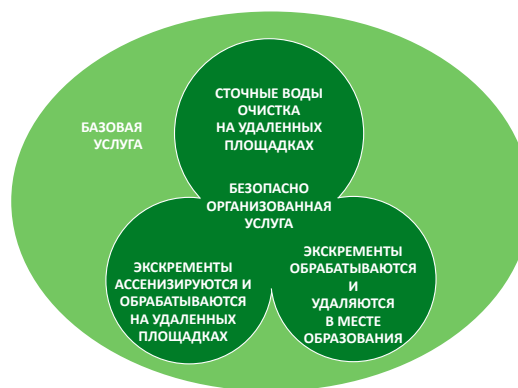 СТОЧНЫЕ ВОДЫ
ОЧИСТКА
НА УДАЛЕННЫХ
ПЛОЩАДКАХ
БАЗОВАЯ
УСЛУГА
БЕЗОПАСНО
ОРГАНИЗОВАННАЯ
УСЛУГА
ЭКСКРЕМЕНТЫ
АССЕНИЗИРУЮТСЯ И
ОБРАБАТЫВАЮТСЯ
НА УДАЛЕННЫХ
ПЛОЩАДКАХ
ЭКСКРЕМЕНТЫ
ОБРАБАТЫВАЮТСЯ
И
УДАЛЯЮТСЯ
В МЕСТЕ
ОБРАЗОВАНИЯ